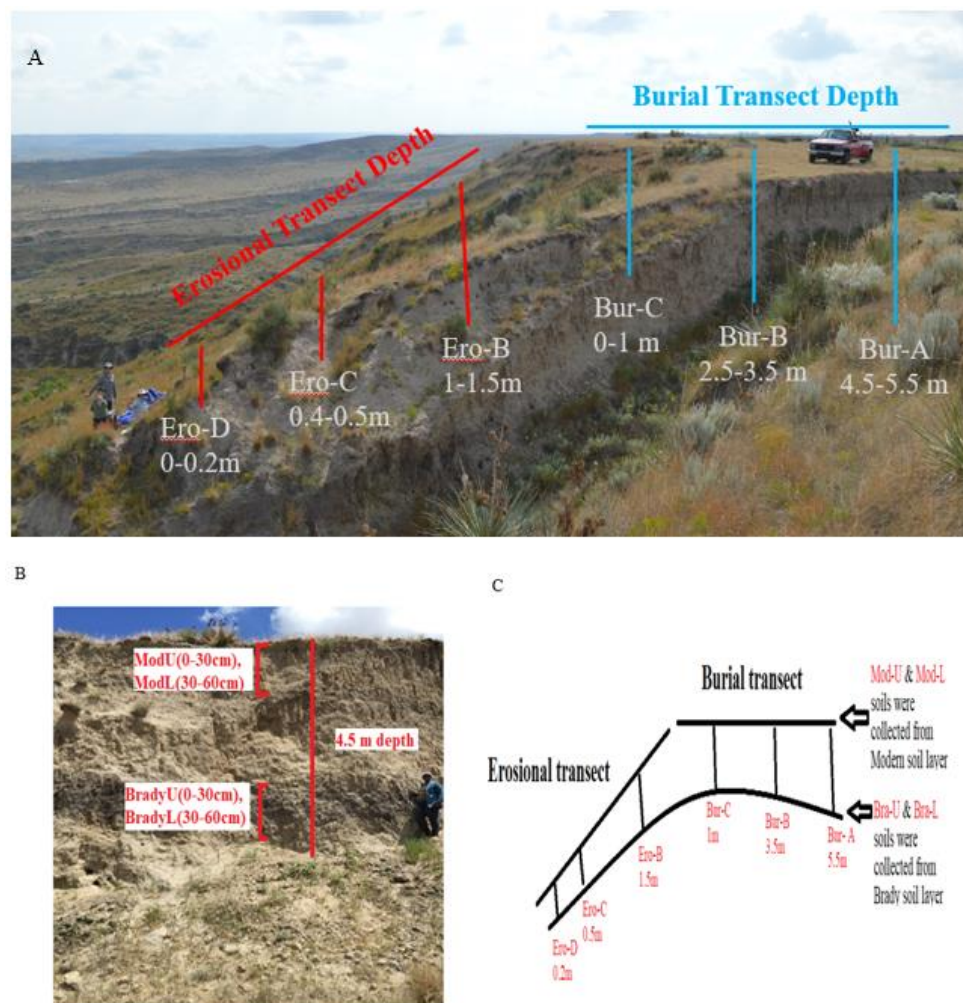 A
Burial Transect Depth
Erosional Transect Depth
Bur-C
0-1 m
Bur-B
2.5-3.5 m
Bur-A
4.5-5.5 m
Ero-B
1-1.5m
Ero-C
0.4-0.5m
Ero-D
0-0.2m
B
ModU(0-30cm),
ModL(30-60cm)
4.5 m depth
BradyU(0-30cm),
BradyL(30-60cm)
C
Burial transect
Erosional transect
Mod-U & Mod-L
soils were
collected from
Modern soil layer
Bur-C
1m
Bur-B
3.5m
Bur- A
5.5m
Ero-B
1.5m
Ero-C
0.5m
Ero-D
0.2m
Bra-U & Bra-L
soils were
collected from
Brady soil layer